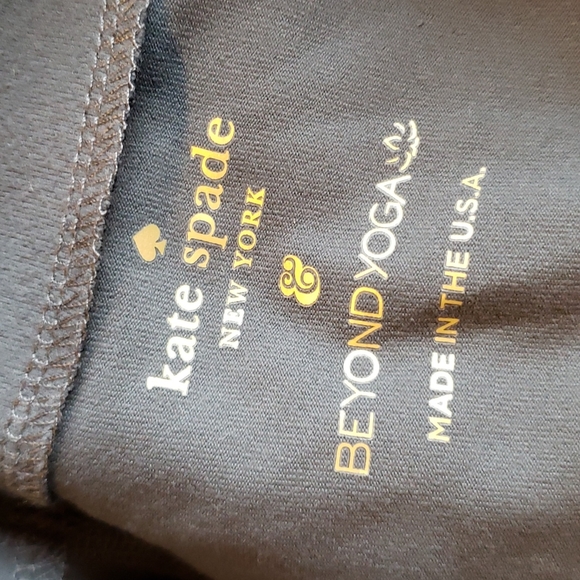 kate spade
NEW YORK
&
BEYOND YOGA
MADE IN THE U.S.A.